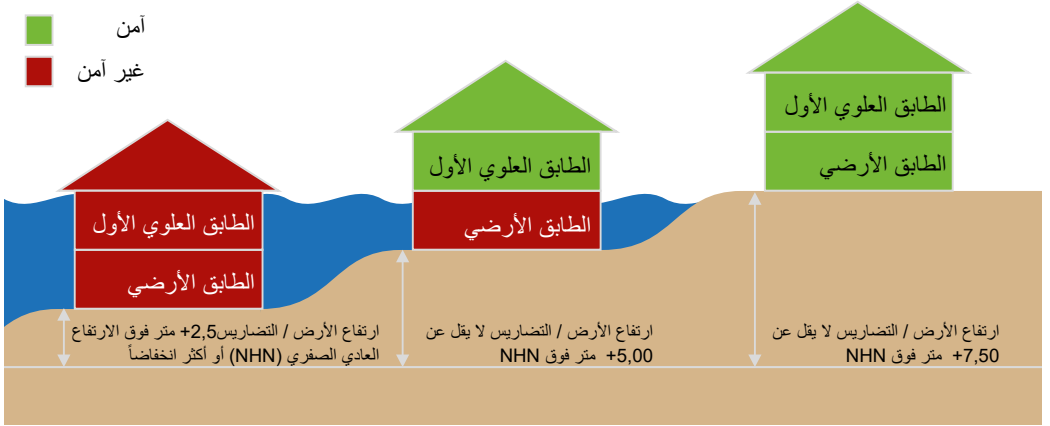 آمن
غير آمن
الطابق العلوي الأول
الطابق الأرضي
الطابق العلوي الأول
الطابق الأرضي
الطابق العلوي الأول
الطابق الأرضي
ارتفاع الأرض / التضاريس لا يقل عن
+7,50 متر فوق NHN
ارتفاع الأرض / التضاريس لا يقل عن
+5,00 متر فوق NHN
ارتفاع الأرض / التضاريس2,5+ متر فوق الارتفاع
العادي الصفري (NHN) أو أكثر انخفاضاً